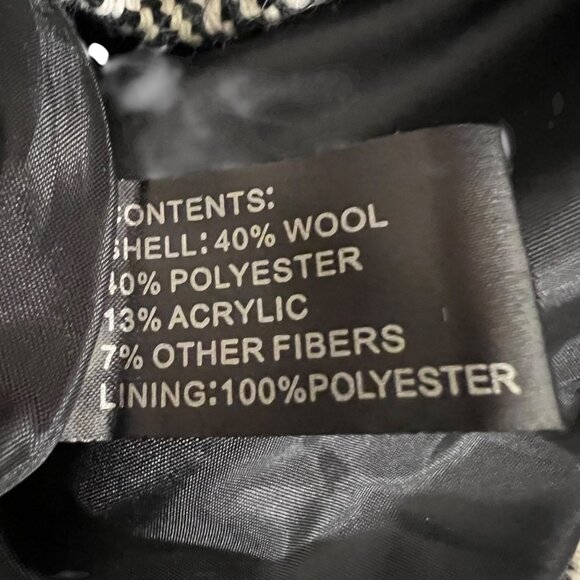 CONTENTS:
SHELL: 40% WOOL
40% POLYESTER
13% ACRYLIC
7% OTHER FIBERS
LINING:100%POLYESTER